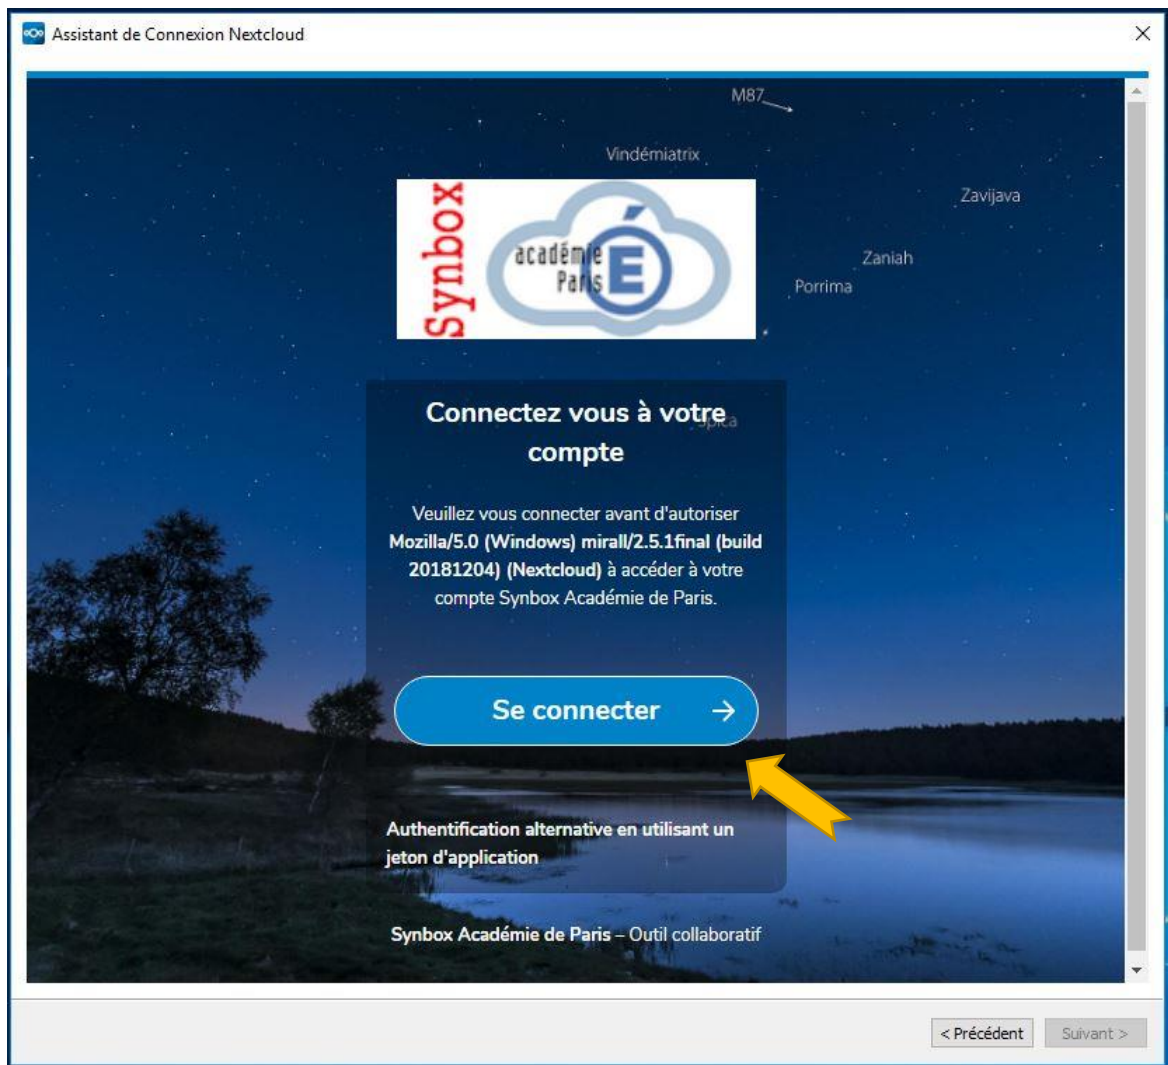 Assistant de Connexion Nextcloud
M87
Vindémiatrix
Zavijava
Zaniah
Porrima
Synbox
académie
Paris
É
Connectez vous à votre
Spica
compte
Veuillez vous connecter avant d'autoriser
Mozilla/5.0 (Windows) mirall/2.5.1final (build
20181204) (Nextcloud) à accéder à votre
compte Synbox Académie de Paris.
Se connecter
Authentification alternative en utilisant un
jeton d'application
Synbox Académie de Paris – Outil collaboratif
< Précédent
Suivant >